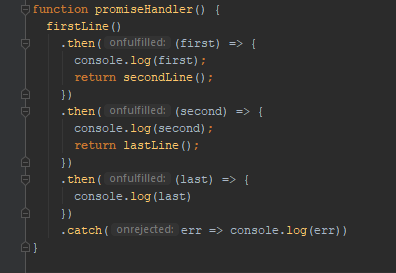 function promiseHandler() {
  firstLine()
    .then( onfulfilled: (first) => {
      console.log(first);
      return secondLine();
    })
    .then( onfulfilled: (second) => {
      console.log(second);
      return lastLine();
    })
    .then( onfulfilled: (last) => {
      console.log(last)
    })
    .catch( onrejected: err => console.log(err))
}